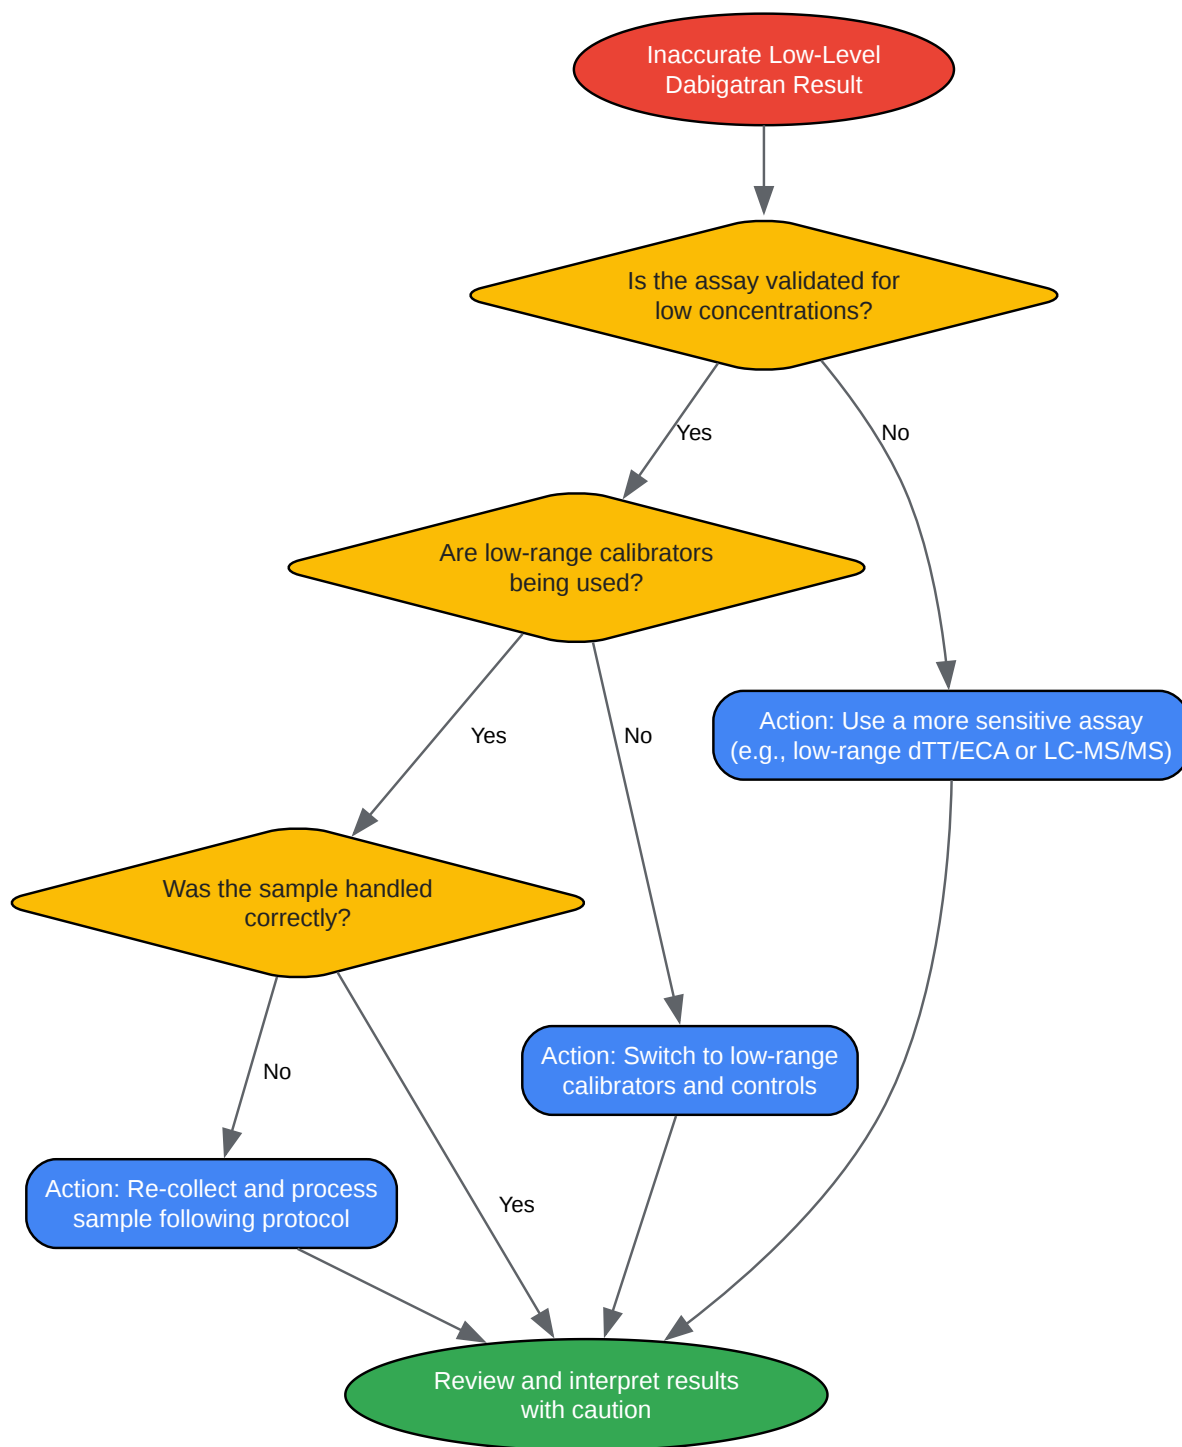 Inaccurate Low-Level
Dabigatran Result
Is the assay validated for
low concentrations?
Yes
No
Are low-range calibrators
being used?
Yes
No
Action: Use a more sensitive assay
(e.g., low-range dTT/ECA or LC-MS/MS)
Was the sample handled
correctly?
No
Yes
Action: Switch to low-range
calibrators and controls
Action: Re-collect and process
sample following protocol
Review and interpret results
with caution